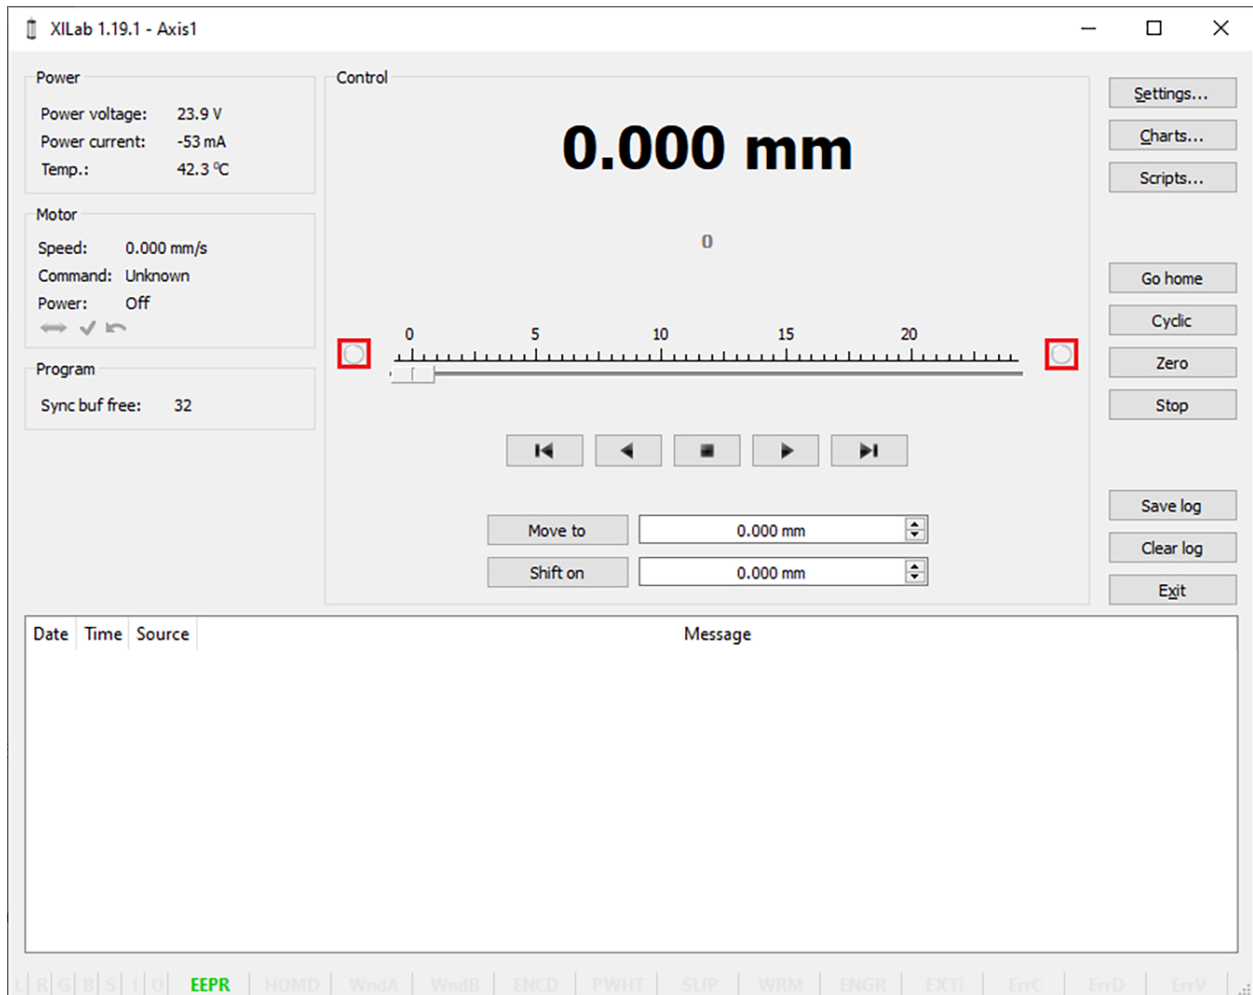 XILab 1.19.1 - Axis1
Power
Power voltage: 23.9 V
Power current: -53 mA
Temp.: 42.3 ⁰C
Motor
Speed: 0.000 mm/s
Command: Unknown
Power: Off
Program
Sync buf free: 32
Control
0.000 mm
0
0 5 10 15 20
Move to 0.000 mm
Shift on 0.000 mm
Settings...
Charts...
Scripts...
Go home
Cyclic
Zero
Stop
Save log
Clear log
Exit
Date Time Source Message
L R G B S I O EEPR HOMD WndA WndB ENCD PWHT SLIP WRM ENGR EXTi ErrC ErrD ErrV